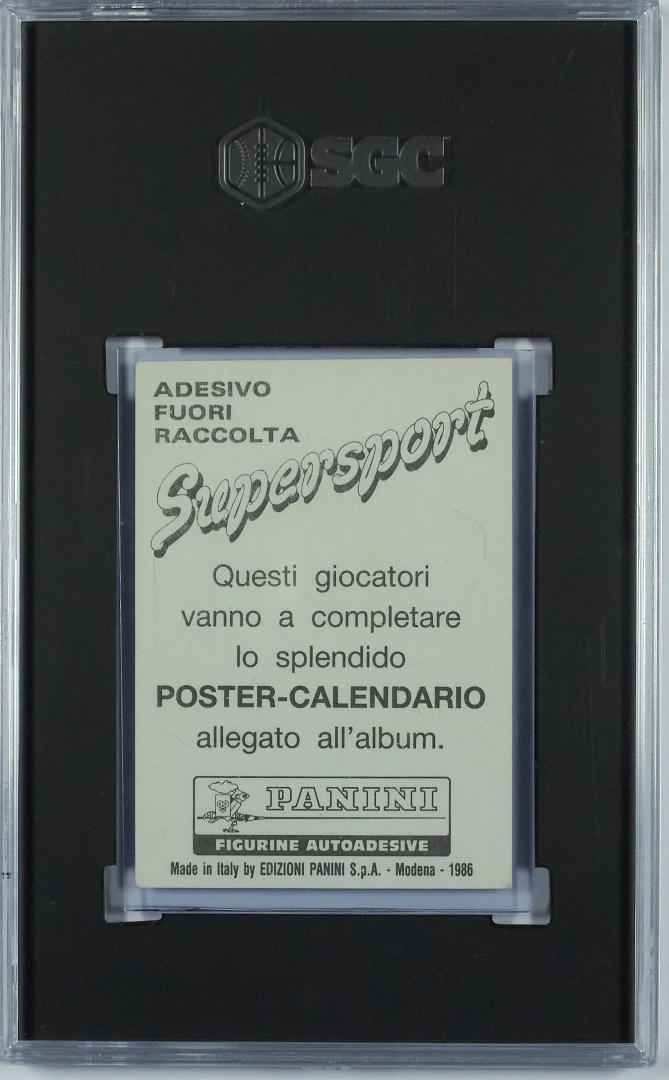 SGC
ADESIVO
FUORI
RACCOLTA
Supersport
Questi giocatori
vanno a completare
lo splendido
POSTER-CALENDARIO
allegato all'album.
PANINI
FIGURINE AUTOADESIVE
Made in Italy by EDIZIONI PANINI S.p.A. - Modena - 1986